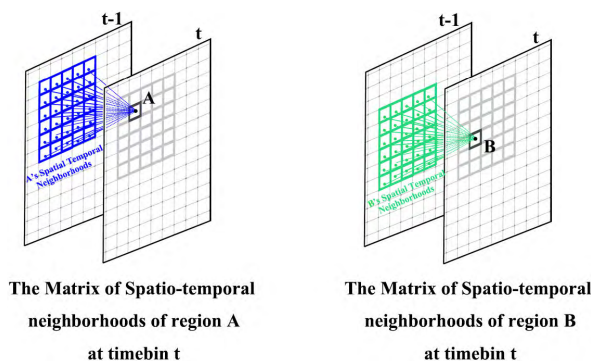 t-1
t
A
A's Spatial Temporal
Neighborhoods
The Matrix of Spatio-temporal
neighborhoods of region A
at timebin t
t-1
t
B
B's Spatial Temporal
Neighborhoods
The Matrix of Spatio-temporal
neighborhoods of region B
at timebin t